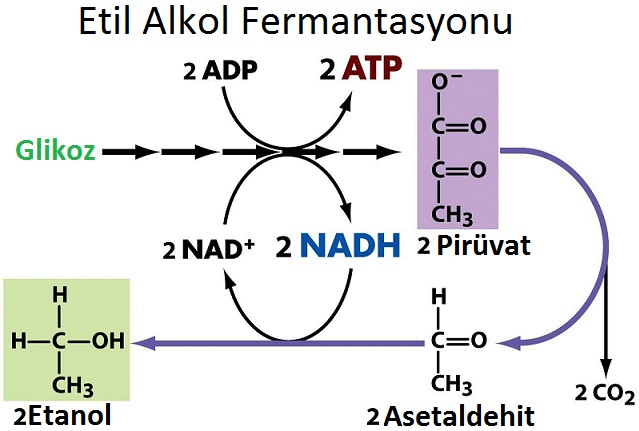 Etil Alkol Fermantasyonu
2 ADP
2 ATP
Glikoz
O⁻
C=O
C=O
CH₃
2 NAD⁺
2 NADH
2 Pirüvat
H
H—C—OH
CH₃
2Etanol
H
C=O
CH₃
2 Asetaldehit
2 CO₂